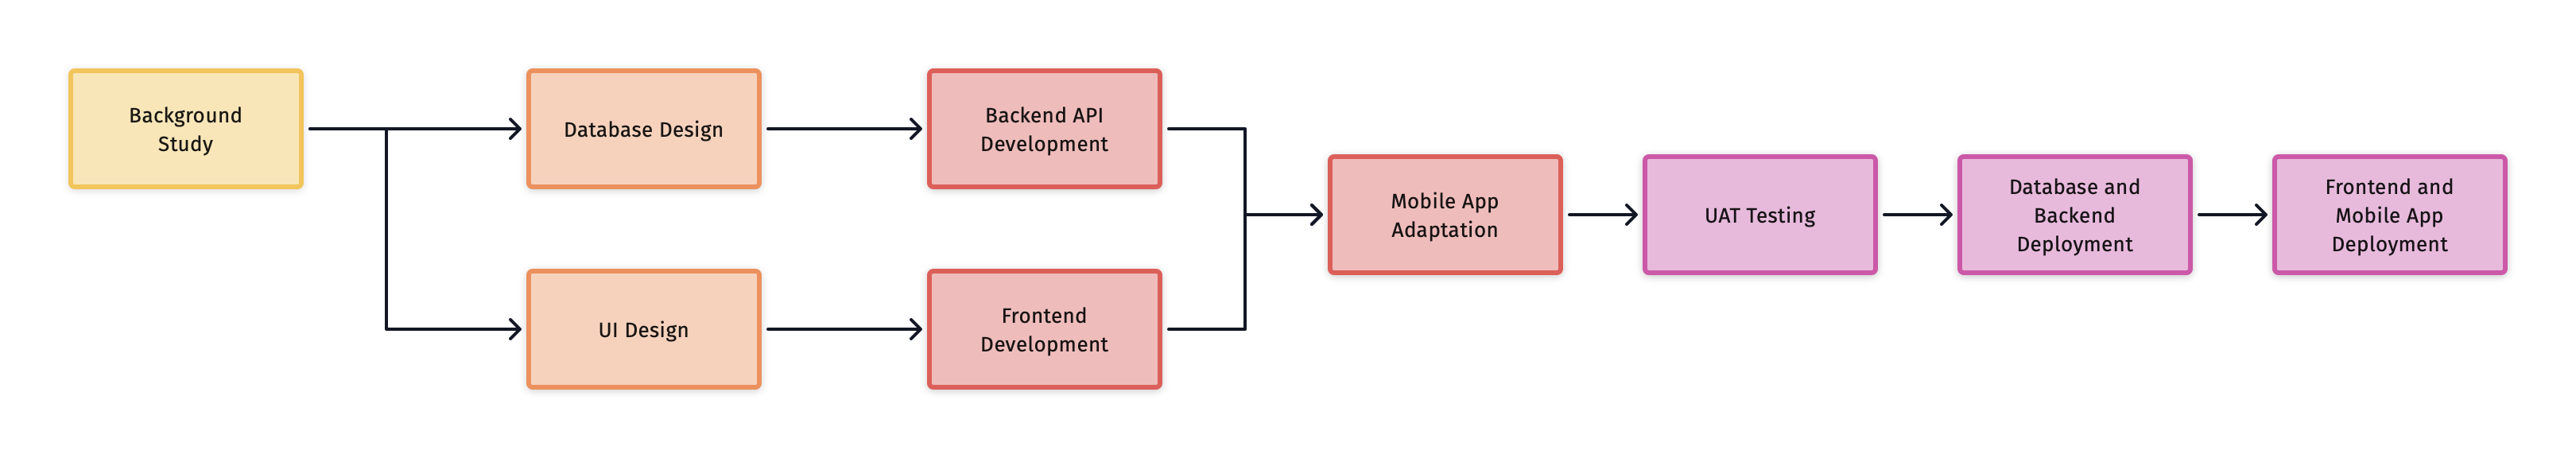 Background
Study
Database Design
Backend API
Development
UI Design
Frontend
Development
Mobile App
Adaptation
UAT Testing
Database and
Backend
Deployment
Frontend and
Mobile App
Deployment